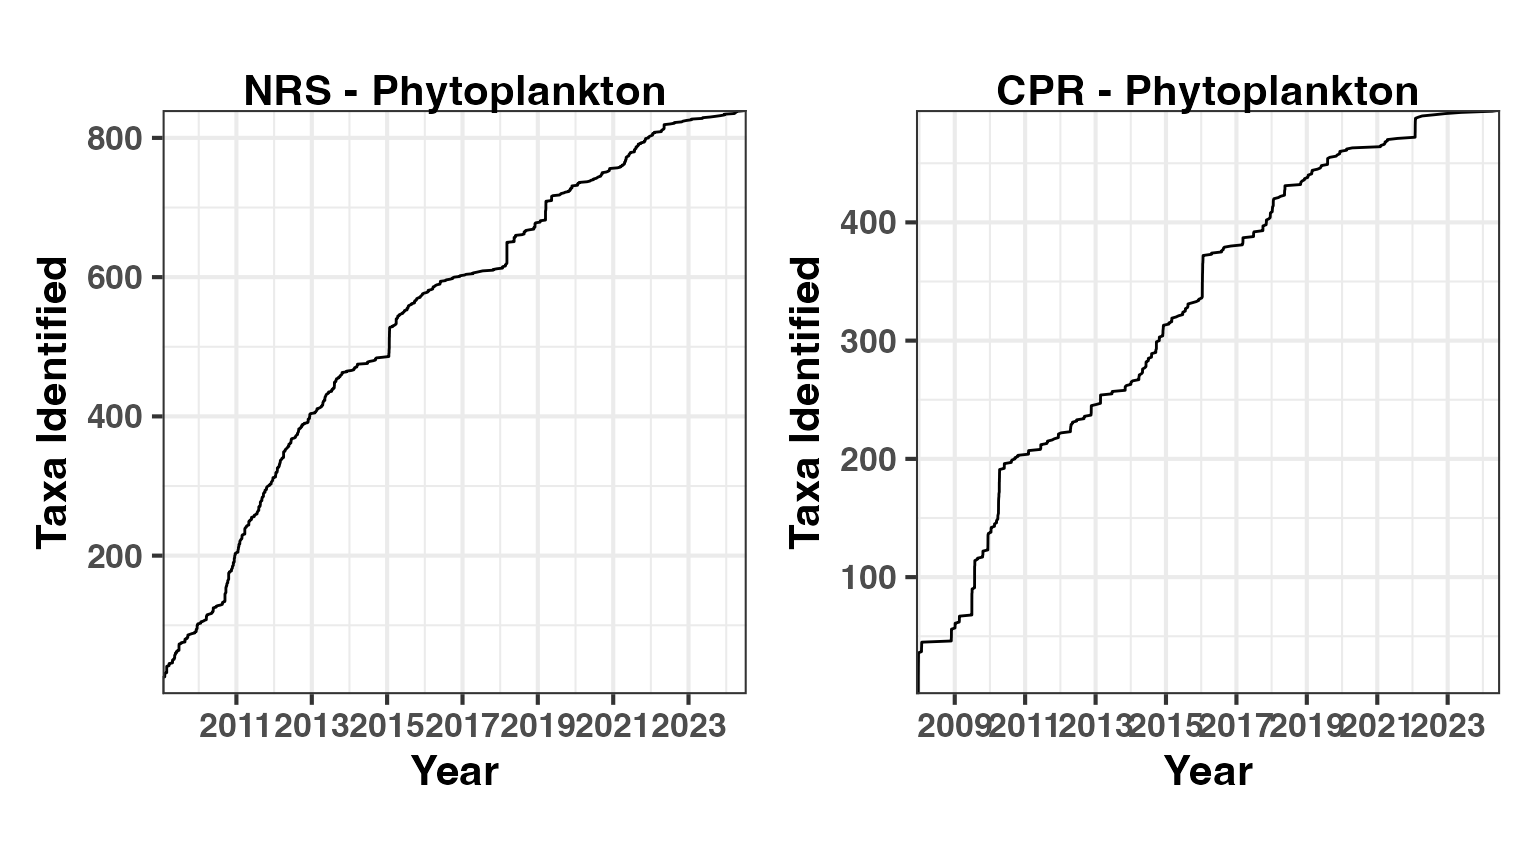 NRS - Phytoplankton
Taxa Identified
800
600
400
200
2011 2013 2015 2017 2019 2021 2023
Year
CPR - Phytoplankton
Taxa Identified
400
300
200
100
2009 2011 2013 2015 2017 2019 2021 2023
Year